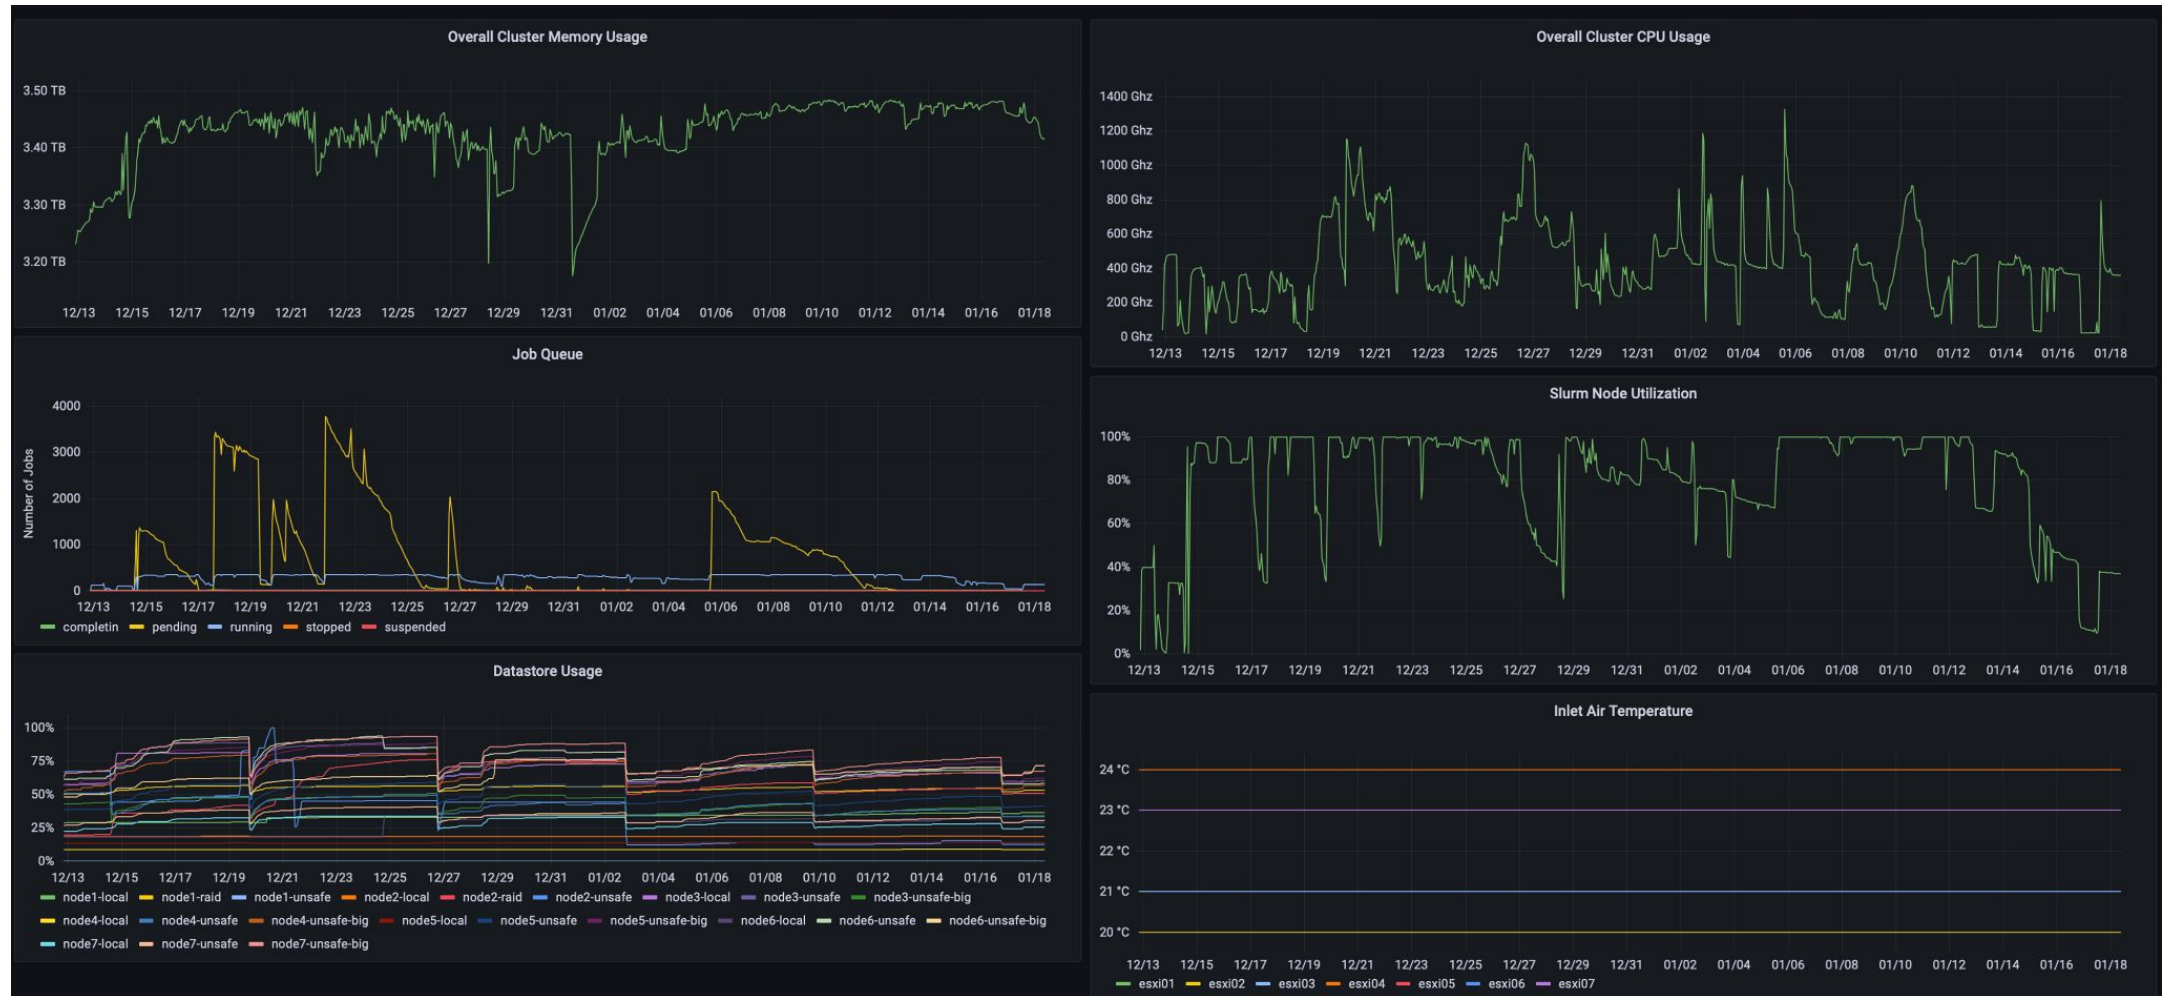 Overall Cluster Memory Usage
3.50 TB
3.40 TB
3.30 TB
3.20 TB
12/13 12/15 12/17 12/19 12/21 12/23 12/25 12/27 12/29 12/31 01/02 01/04 01/06 01/08 01/10 01/12 01/14 01/16 01/18
Overall Cluster CPU Usage
1400 Ghz
1200 Ghz
1000 Ghz
800 Ghz
600 Ghz
400 Ghz
200 Ghz
0 Ghz
12/13 12/15 12/17 12/19 12/21 12/23 12/25 12/27 12/29 12/31 01/02 01/04 01/06 01/08 01/10 01/12 01/14 01/16 01/18
Job Queue
Number of Jobs
4000
3000
2000
1000
0
12/13 12/15 12/17 12/19 12/21 12/23 12/25 12/27 12/29 12/31 01/02 01/04 01/06 01/08 01/10 01/12 01/14 01/16 01/18
completin pending running stopped suspended
Slurm Node Utilization
100%
80%
60%
40%
20%
0%
12/13 12/15 12/17 12/19 12/21 12/23 12/25 12/27 12/29 12/31 01/02 01/04 01/06 01/08 01/10 01/12 01/14 01/16 01/18
Datastore Usage
100%
75%
50%
25%
0%
12/13 12/15 12/17 12/19 12/21 12/23 12/25 12/27 12/29 12/31 01/02 01/04 01/06 01/08 01/10 01/12 01/14 01/16 01/18
node1-local node1-raid node1-unsafe node2-local node2-raid node2-unsafe node3-local node3-unsafe node3-unsafe-big
node4-local node4-unsafe node4-unsafe-big node5-local node5-unsafe node5-unsafe-big node6-local node6-unsafe node6-unsafe-big
node7-local node7-unsafe node7-unsafe-big
Inlet Air Temperature
24 °C
23 °C
22 °C
21 °C
20 °C
12/13 12/15 12/17 12/19 12/21 12/23 12/25 12/27 12/29 12/31 01/02 01/04 01/06 01/08 01/10 01/12 01/14 01/16 01/18
esxi01 esxi02 esxi03 esxi04 esxi05 esxi06 esxi07